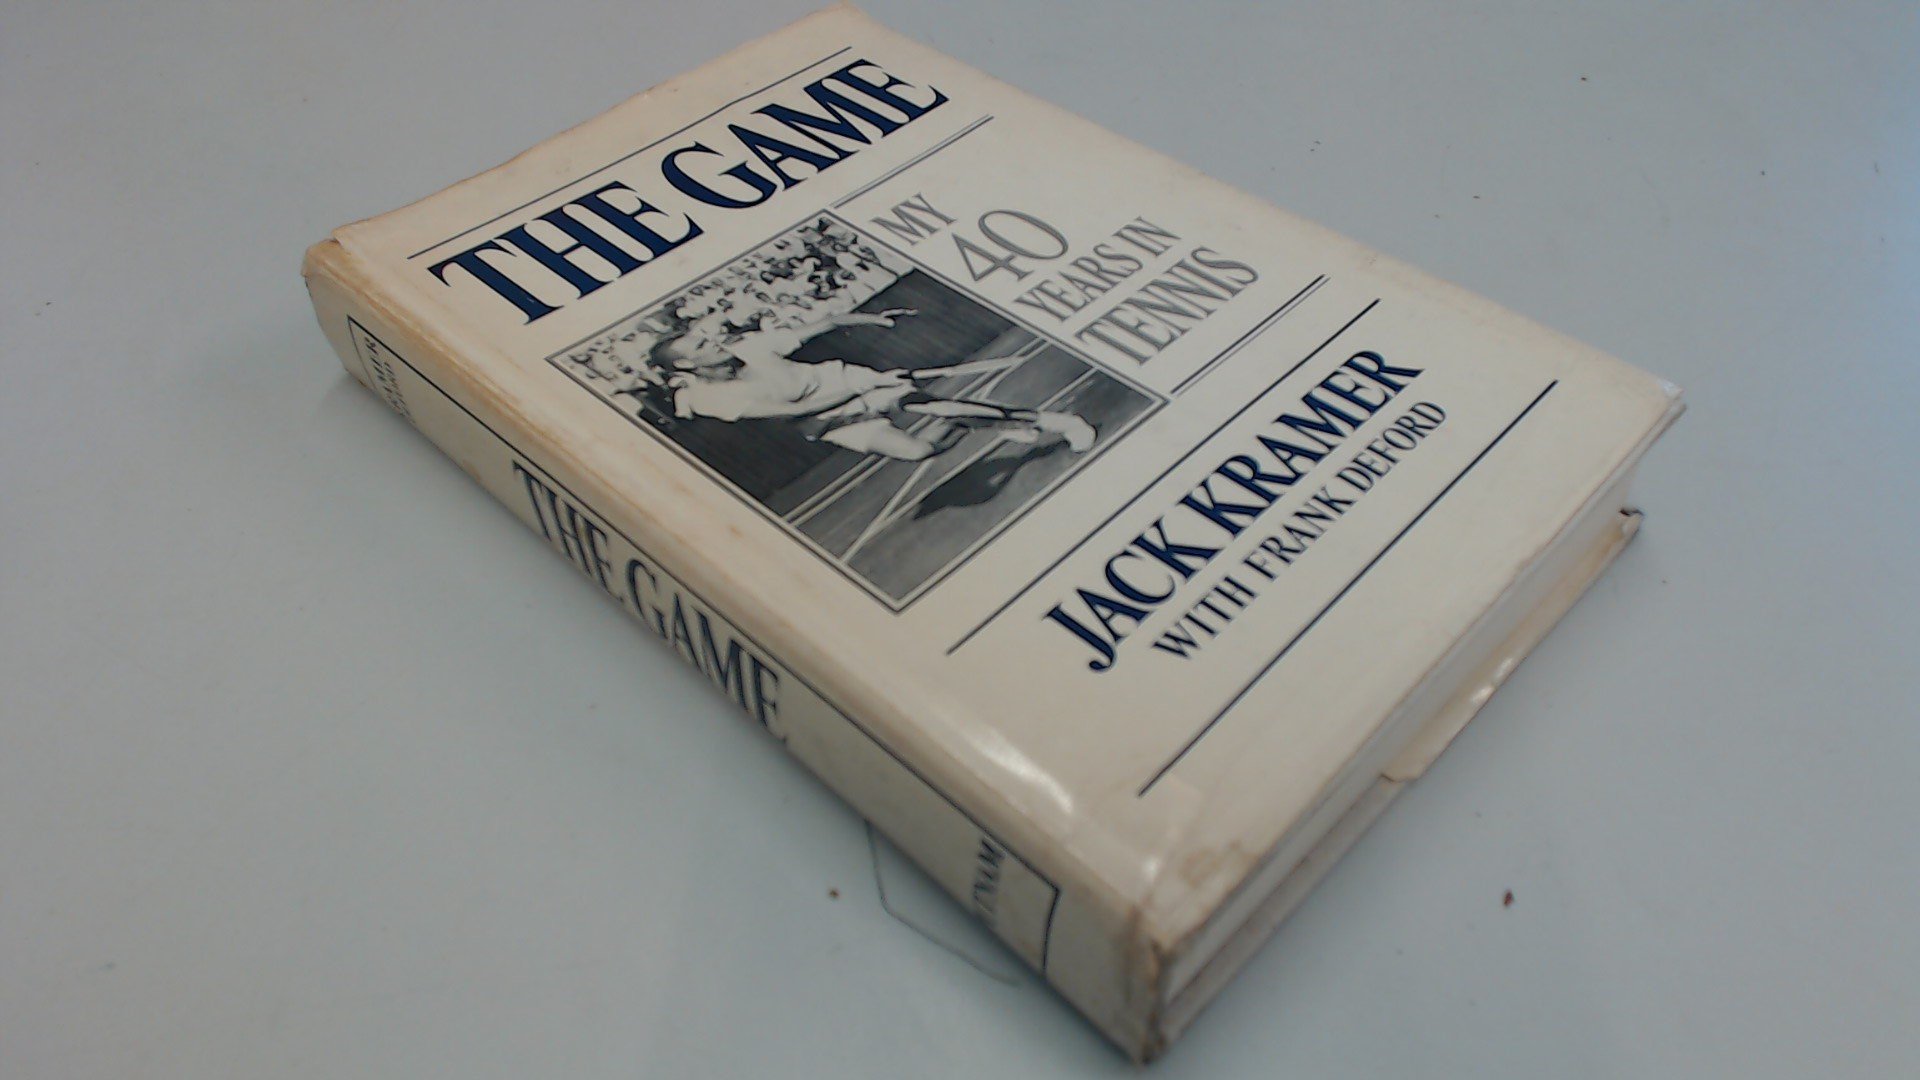 THE GAME
MY
40
YEARS IN
TENNIS
JACK KRAMER
WITH FRANK DEFORD
THE GAME